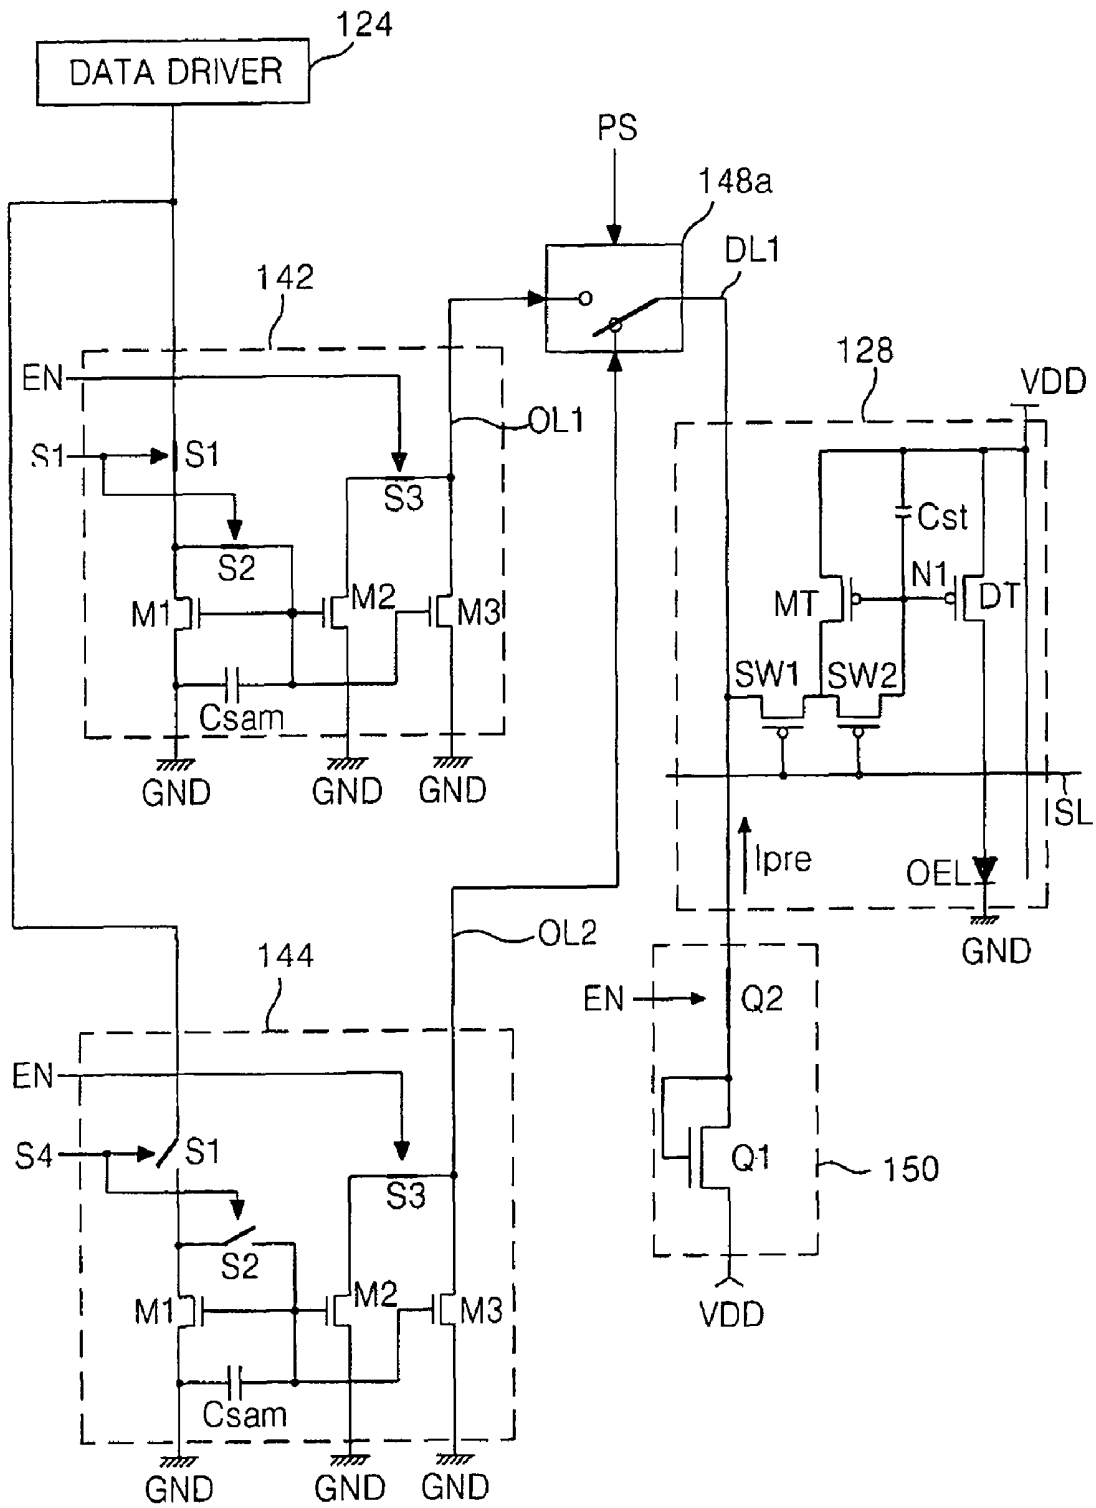 124
DATA DRIVER
PS
148a
DL1
142
128
VDD
EN
OL1
S1
S1
S3
Cst
S2
N1
M1
M2
M3
MT
DT
SW1
SW2
Csam
GND
GND
GND
SL
Ipre
OEL
GND
OL2
144
EN
Q2
EN
S4
S1
S3
Q1
150
S2
M1
M2
M3
VDD
Csam
GND
GND
GND